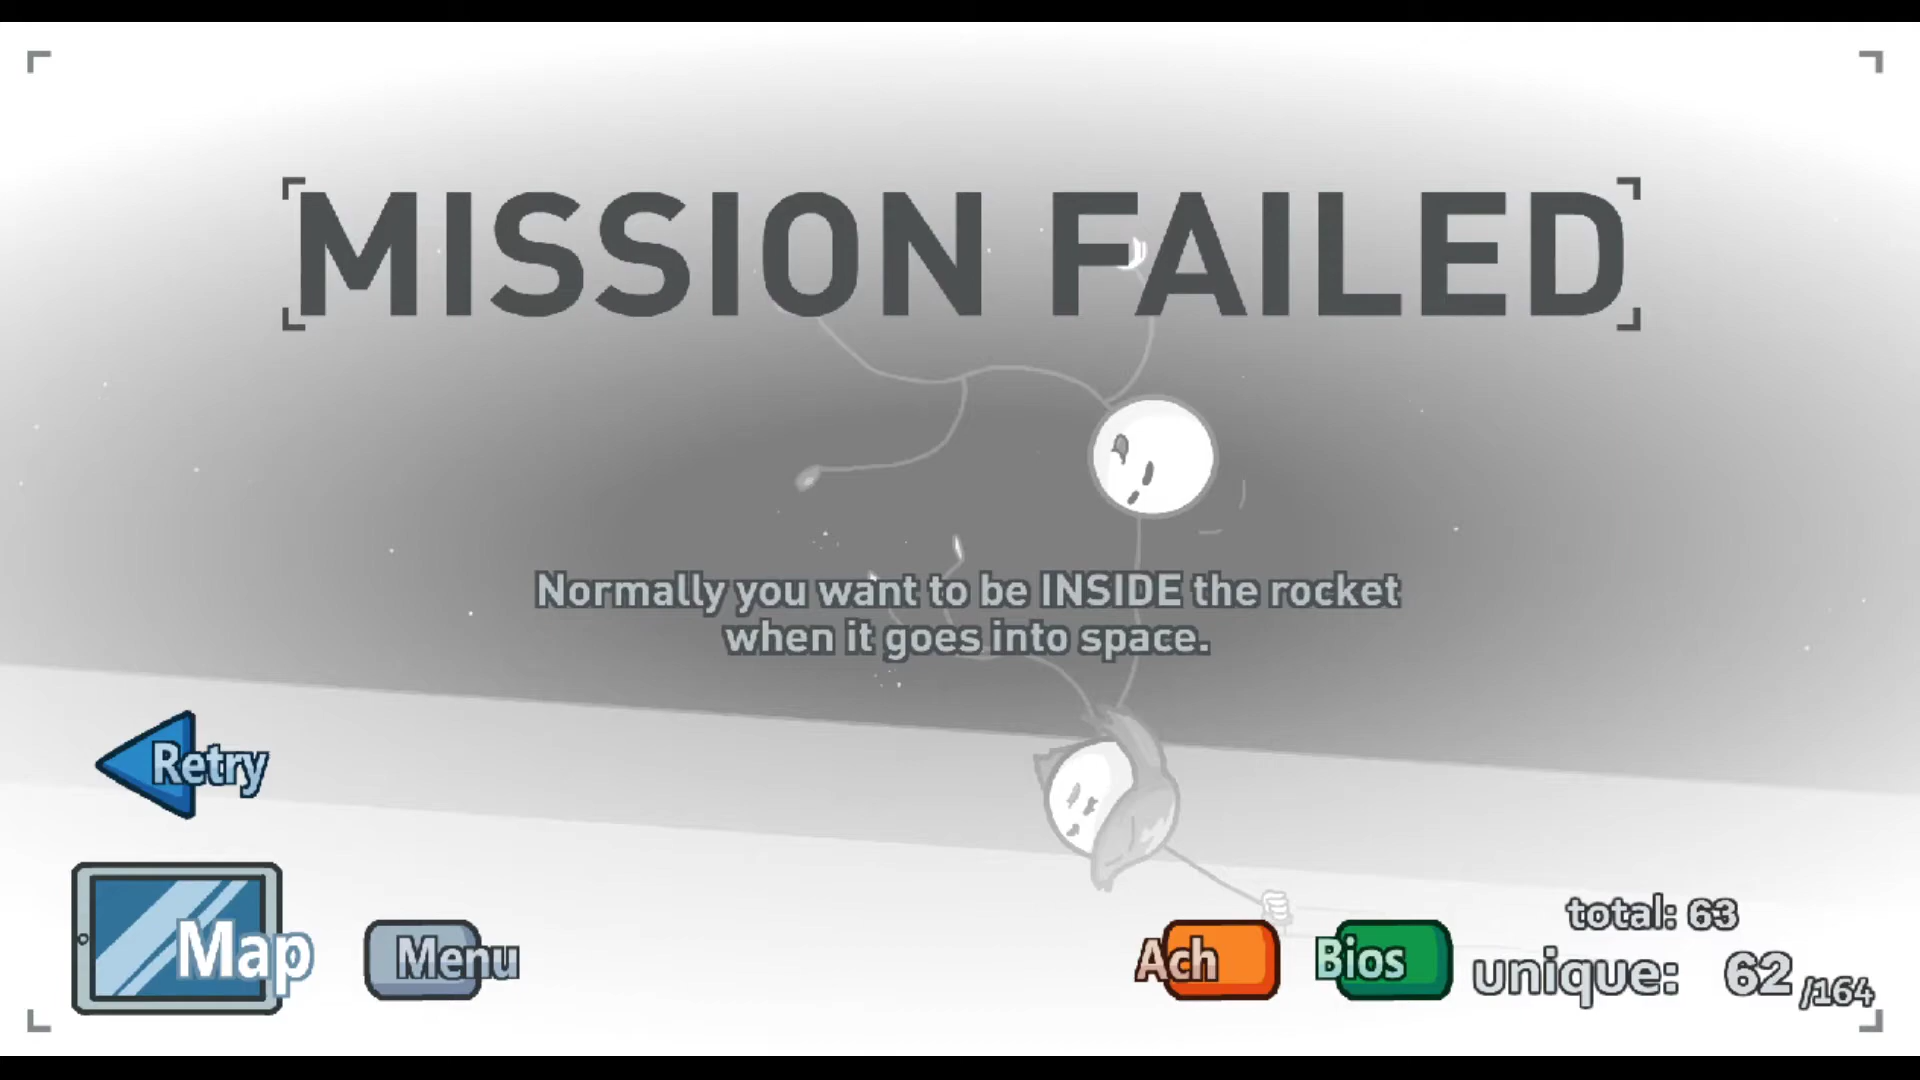 MISSION FAILED
Normally you want to be INSIDE the rocket
when it goes into space.
Retry
Map
Menu
Ach
Bios
total: 63
unique: 62/164